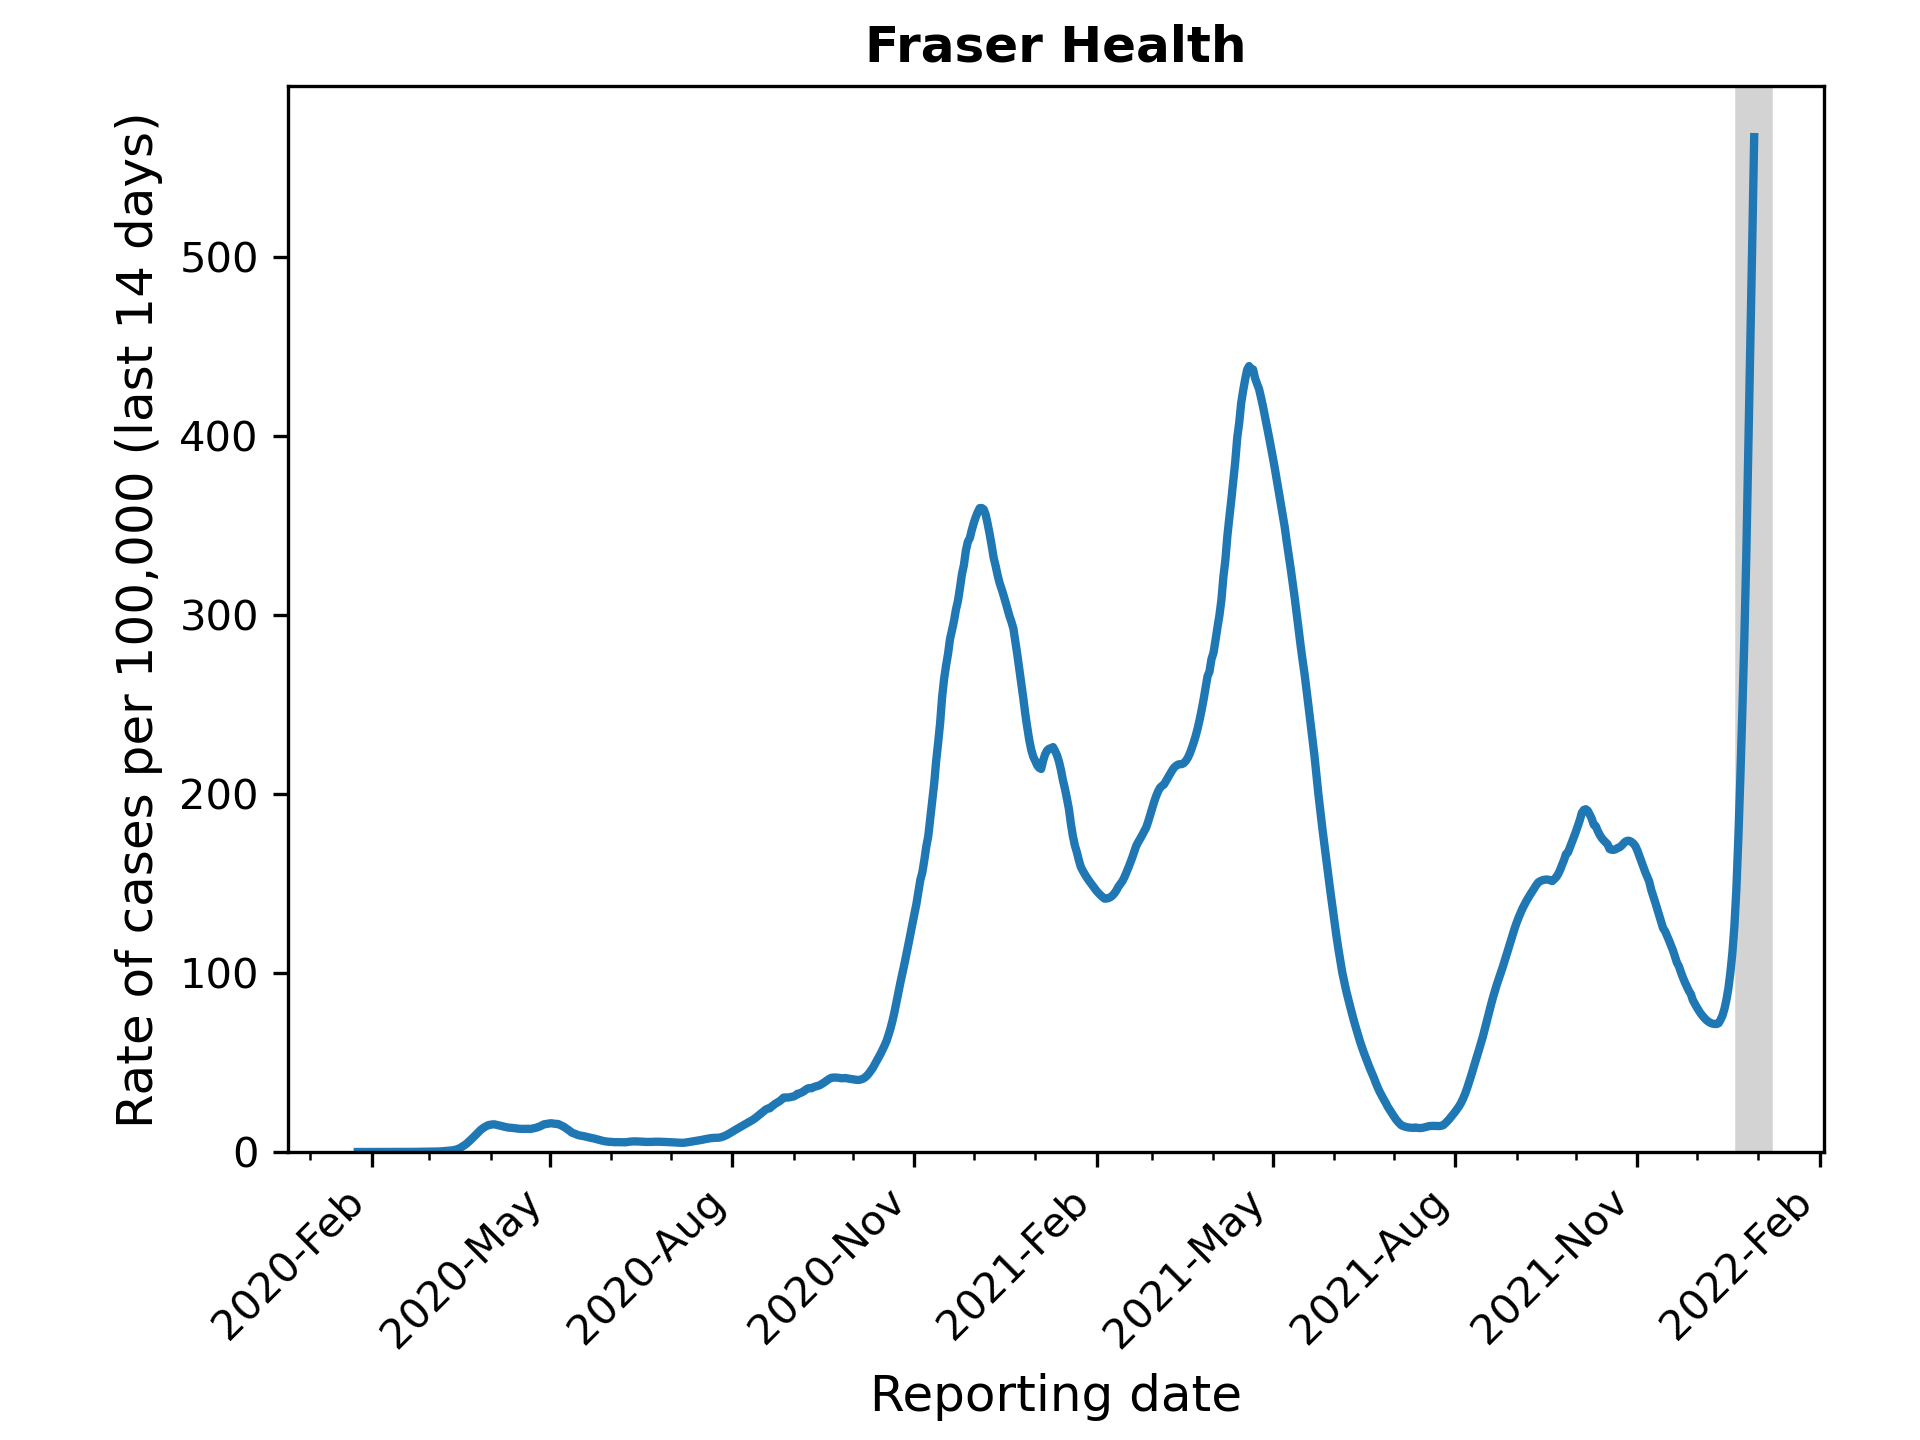 Fraser Health
Rate of cases per 100,000 (last 14 days)
500
400
300
200
100
0
2020-Feb
2020-May
2020-Aug
2020-Nov
2021-Feb
2021-May
2021-Aug
2021-Nov
2022-Feb
Reporting date